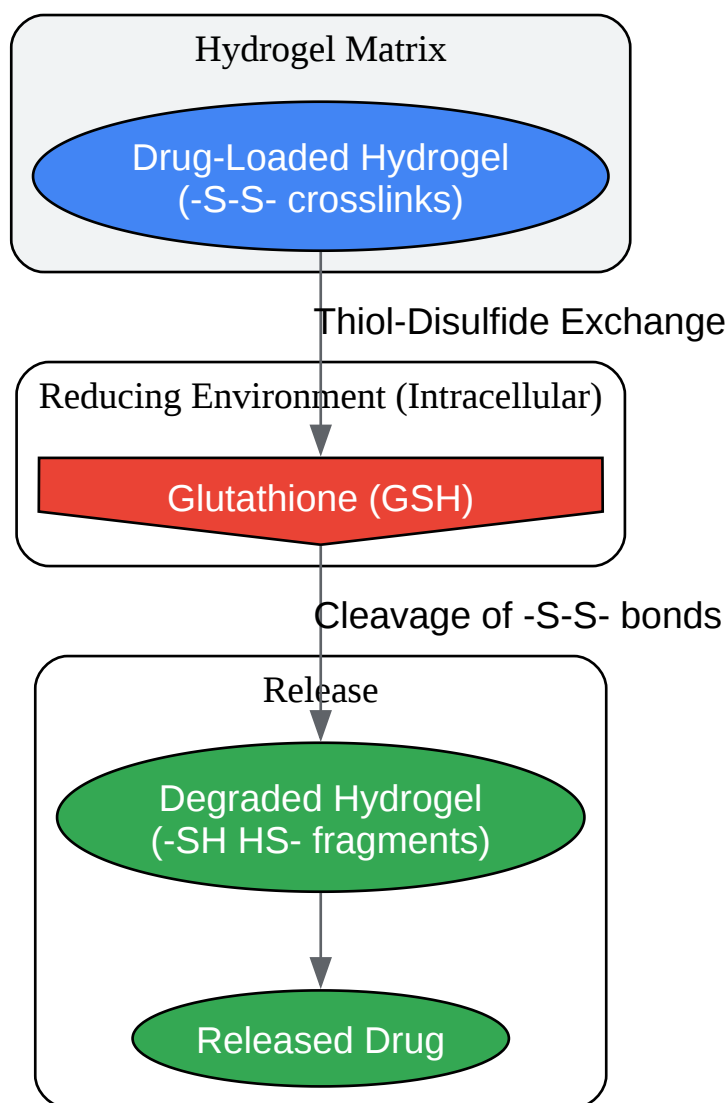 Hydrogel Matrix
Drug-Loaded Hydrogel
(-S-S- crosslinks)
Thiol-Disulfide Exchange
Reducing Environment (Intracellular)
Glutathione (GSH)
Cleavage of -S-S- bonds
Release
Degraded Hydrogel
(-SH HS- fragments)
Released Drug